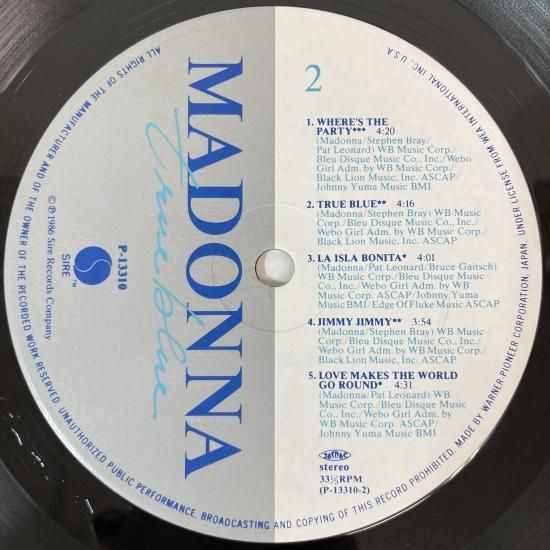 MADONNA
True Blue
P-13310
SIRE
TM
© ℗ 1986 Sire Records Company
2
1. WHERE'S THE
PARTY*** 4:20
(Madonna/Stephen Bray/
Pat Leonard) WB Music Corp./
Bleu Disque Music Co., Inc./Webo
Girl Adm. by WB Music Corp./
Black Lion Music, Inc. ASCAP/
Johnny Yuma BMI
2. TRUE BLUE** 4:16
(Madonna/Stephen Bray) WB Music
Corp./Bleu Disque Music Co., Inc./
Webo Girl Adm. by WB Music Corp./
Black Lion Music, Inc. ASCAP
3. LA ISLA BONITA* 4:01
(Madonna/Pat Leonard/Bruce Gaitsch)
WB Music Corp./Bleu Disque Music
Co., Inc./Webo Girl Adm. by WB
Music Corp. ASCAP/Johnny Yuma
Music BMI/Edge Of Fluke Music ASCAP
4. JIMMY JIMMY** 3:54
(Madonna/Stephen Bray) WB Music
Corp./Bleu Disque Music Co., Inc./
Webo Girl Adm. by WB Music Corp./
Black Lion Music, Inc. ASCAP
5. LOVE MAKES THE WORLD
GO ROUND* 4:31
(Madonna/Pat Leonard) WB
Music Corp./Bleu Disque Music
Co., Inc./Webo Girl Adm. by
WB Music Corp. ASCAP/
Johnny Yuma Music BMI
JASRAC
stereo
33⅓RPM
(P-13310-2)
ALL RIGHTS OF THE MANUFACTURER AND OF THE OWNER OF THE RECORDED WORK RESERVED. UNAUTHORIZED PUBLIC PERFORMANCE, BROADCASTING AND COPYING OF THIS RECORD PROHIBITED. MADE BY WARNER-PIONEER CORPORATION, JAPAN, UNDER LICENSE FROM WEA INTERNATIONAL INC., U.S.A